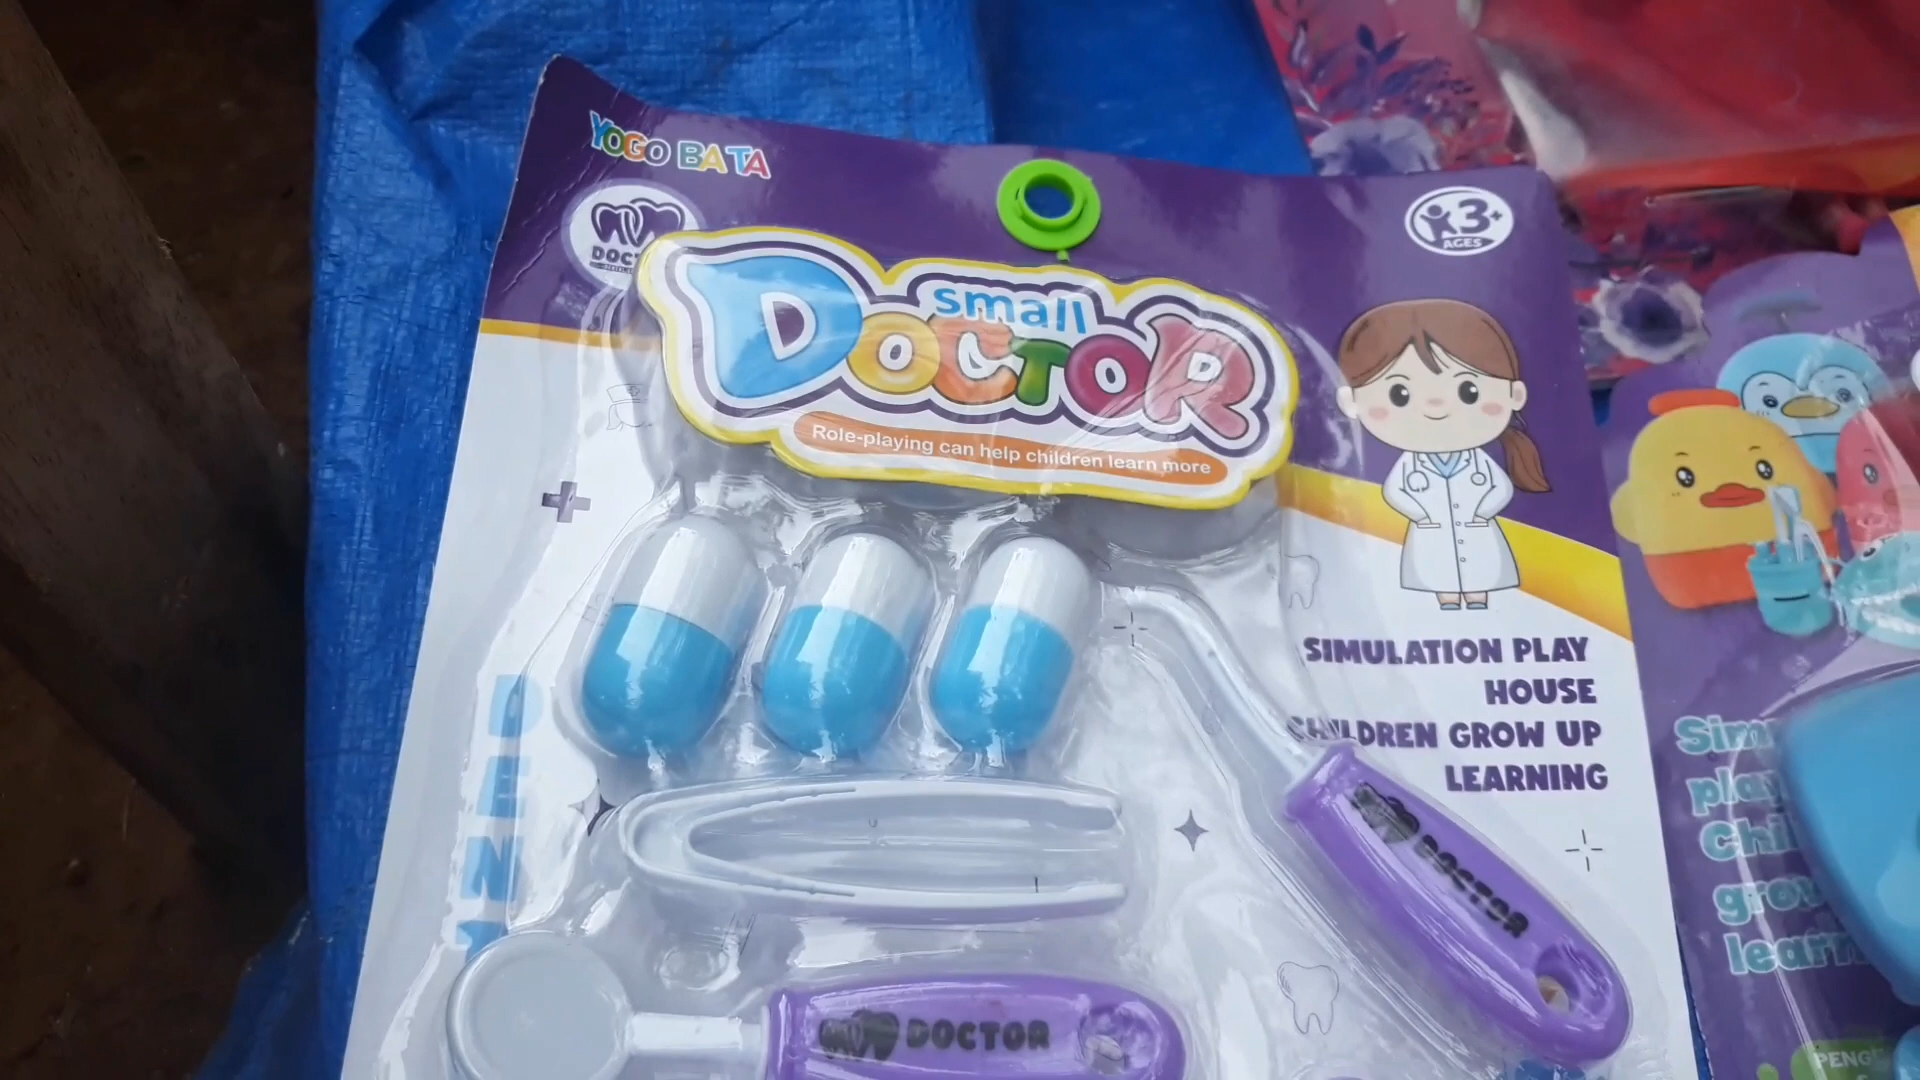 YOGO BATA
3+
AGES
small
DOCTOR
Role-playing can help children learn more
SIMULATION PLAY
HOUSE
CHILDREN GROW UP
LEARNING
DOCTOR
DOCTOR